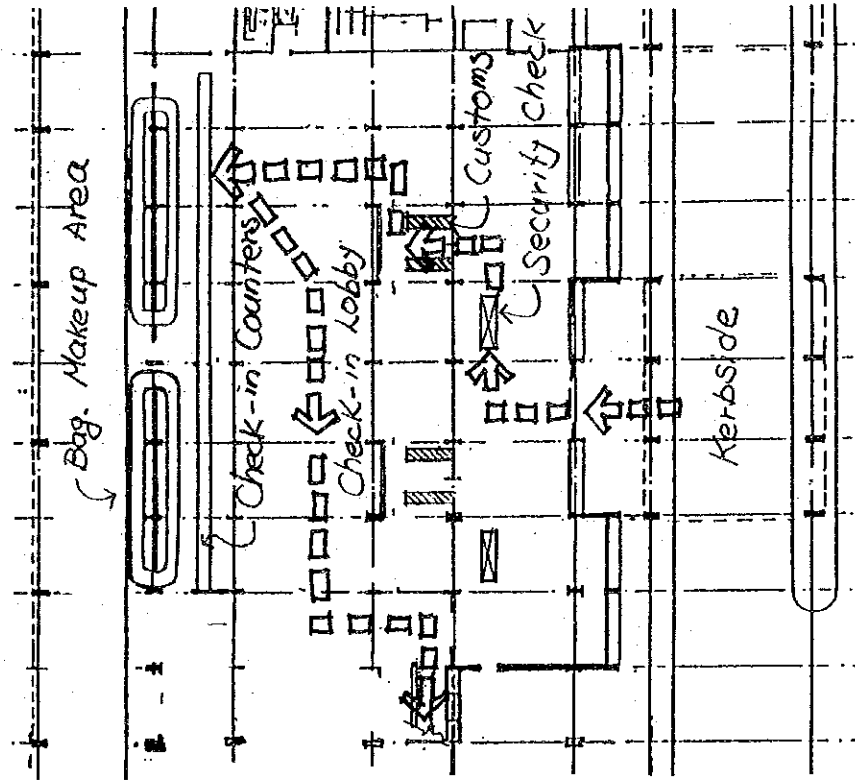 Bag. Makeup Area
Check-in Counters
Check-in Lobby
Customs
Security Check
Kerbside